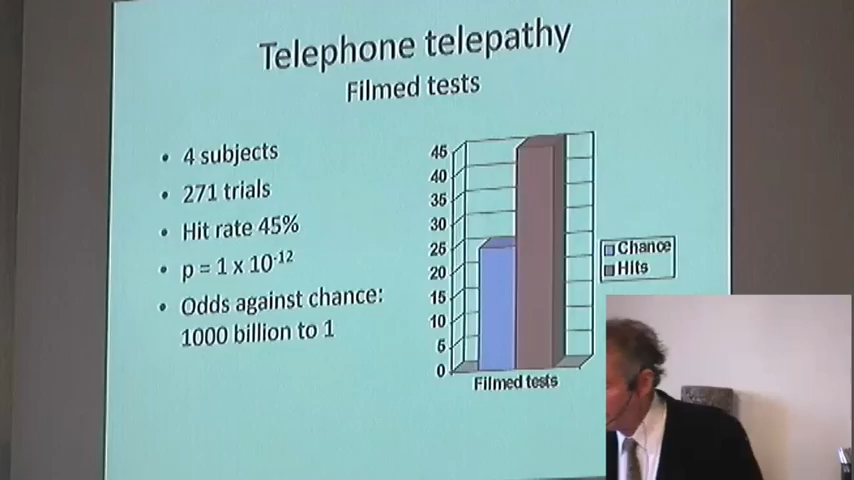 Telephone telepathy
Filmed tests
• 4 subjects
• 271 trials
• Hit rate 45%
• p = 1 x 10⁻¹²
• Odds against chance:
1000 billion to 1
45
40
35
30
25
20
15
10
5
0
Filmed tests
Chance
Hits